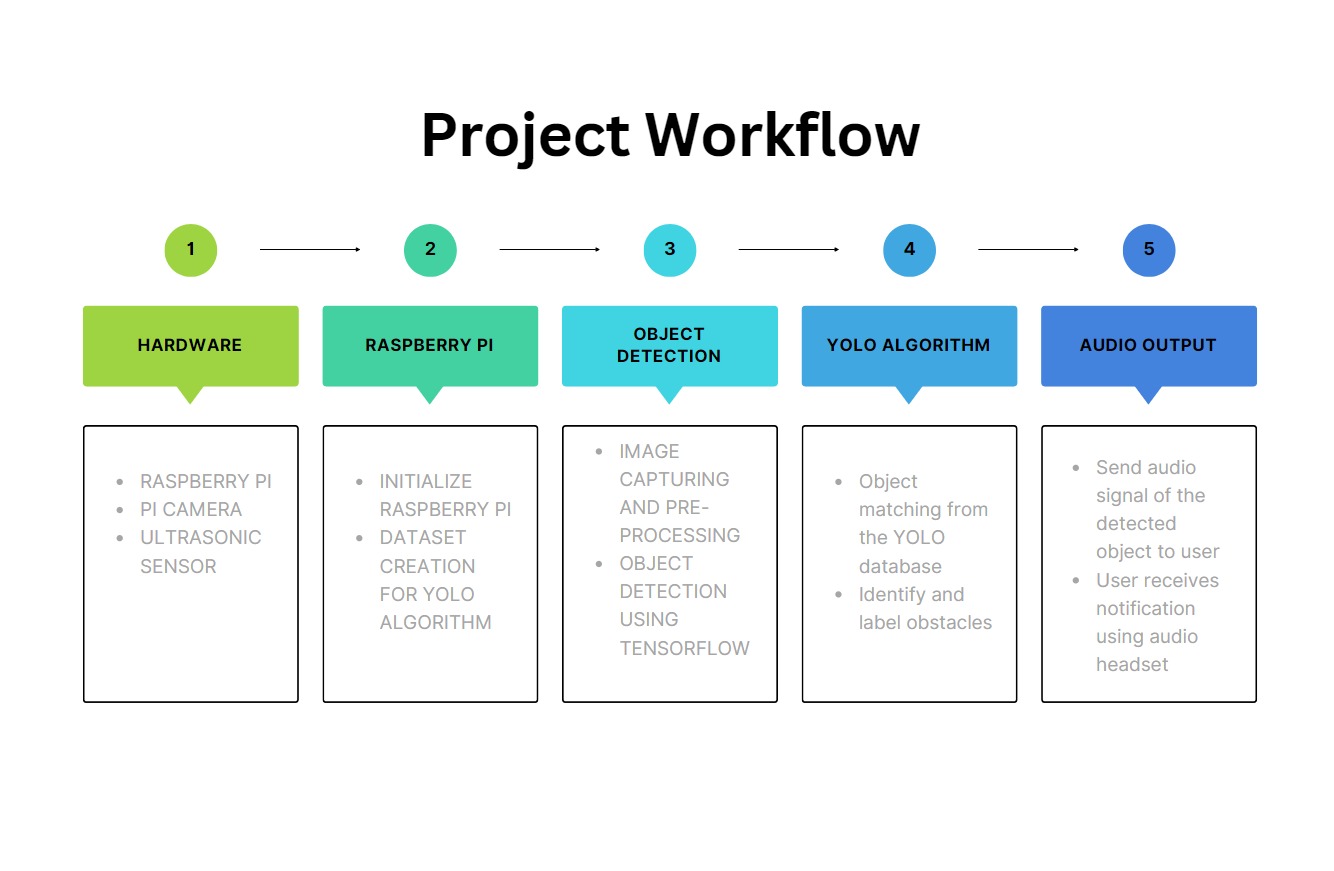 Project Workflow
1
2
3
4
5
HARDWARE
RASPBERRY PI
OBJECT
DETECTION
YOLO ALGORITHM
AUDIO OUTPUT
• RASPBERRY PI
• PI CAMERA
• ULTRASONIC
SENSOR
• INITIALIZE
RASPBERRY PI
• DATASET
CREATION
FOR YOLO
ALGORITHM
• IMAGE
CAPTURING
AND PRE-
PROCESSING
• OBJECT
DETECTION
USING
TENSORFLOW
• Object
matching from
the YOLO
database
• Identify and
label obstacles
• Send audio
signal of the
detected
object to user
• User receives
notification
using audio
headset